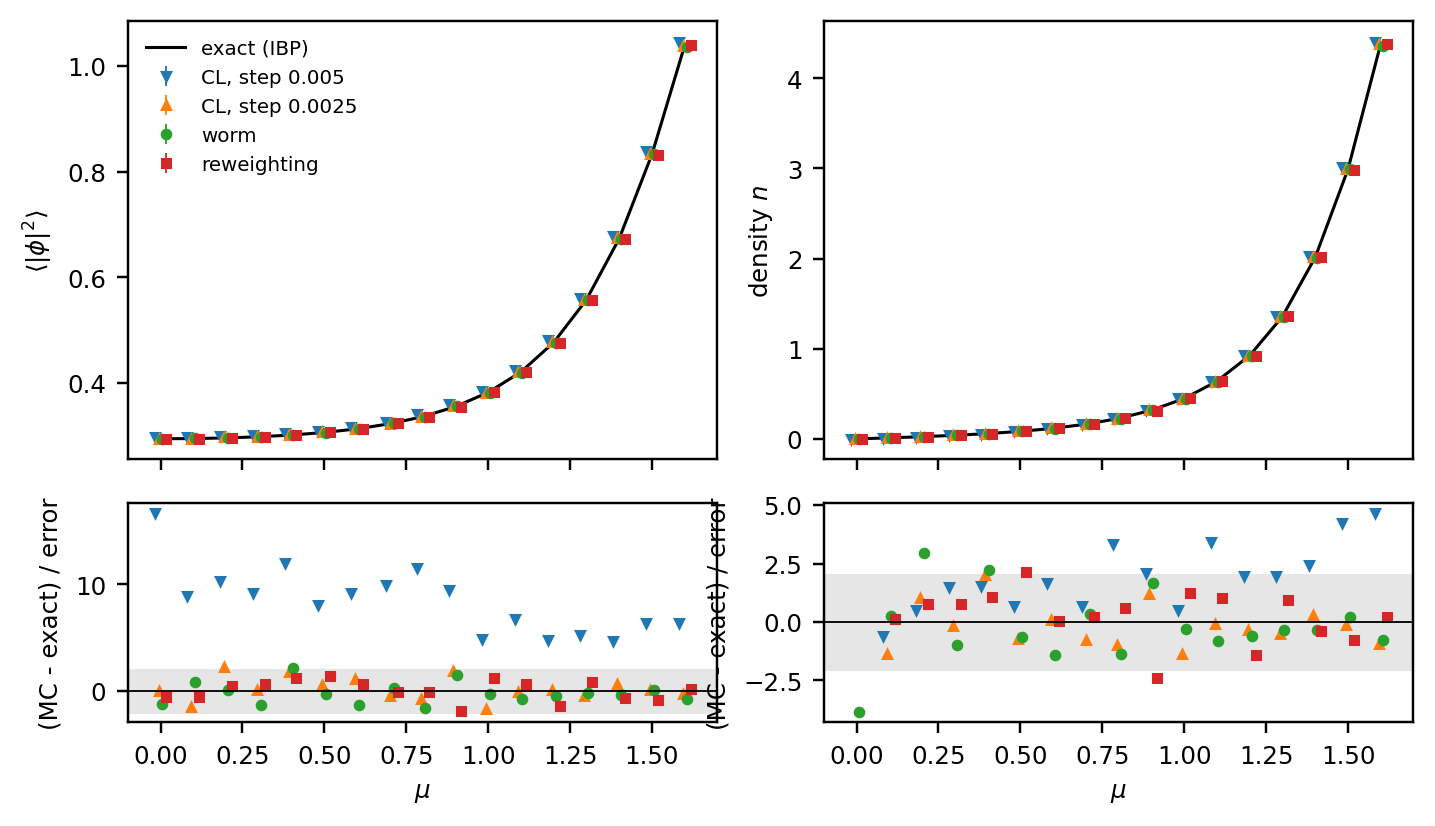 1.0
0.8
0.6
0.4
⟨|ϕ|²⟩
exact (IBP)
CL, step 0.005
CL, step 0.0025
worm
reweighting
4
3
2
1
0
density n
10
0
(MC - exact) / error
0.00 0.25 0.50 0.75 1.00 1.25 1.50
μ
5.0
2.5
0.0
−2.5
(MC - exact) / error
0.00 0.25 0.50 0.75 1.00 1.25 1.50
μ